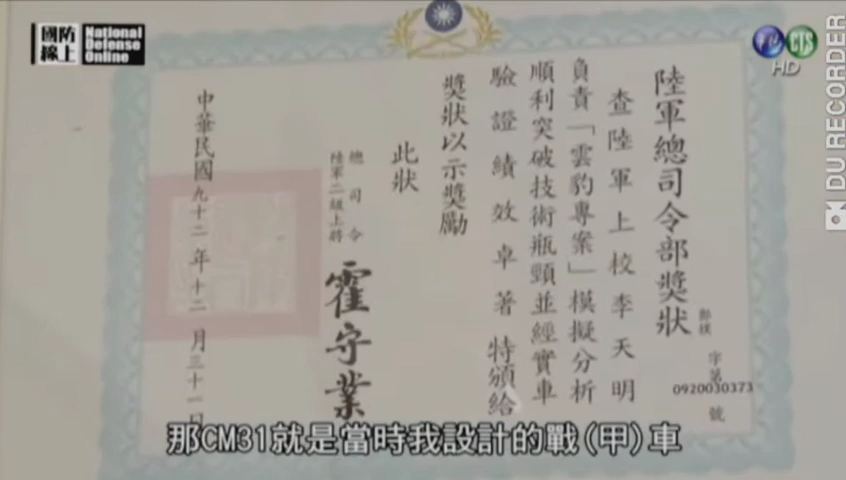 國防
線上
National
Defense
Online
CTS
HD
DU RECORDER
陸軍總司令部獎狀
郵樸
字第
0920030373
號
查陸軍上校李天明
負責「雲豹專案」模擬分析
順利突破技術瓶頸並經實車
驗證績效卓著 特頒給
獎狀以示獎勵
此狀
總司令
陸軍二級上將
霍守業
中華民國九十二年十二月三十一日
那CM31就是當時我設計的戰(甲)車